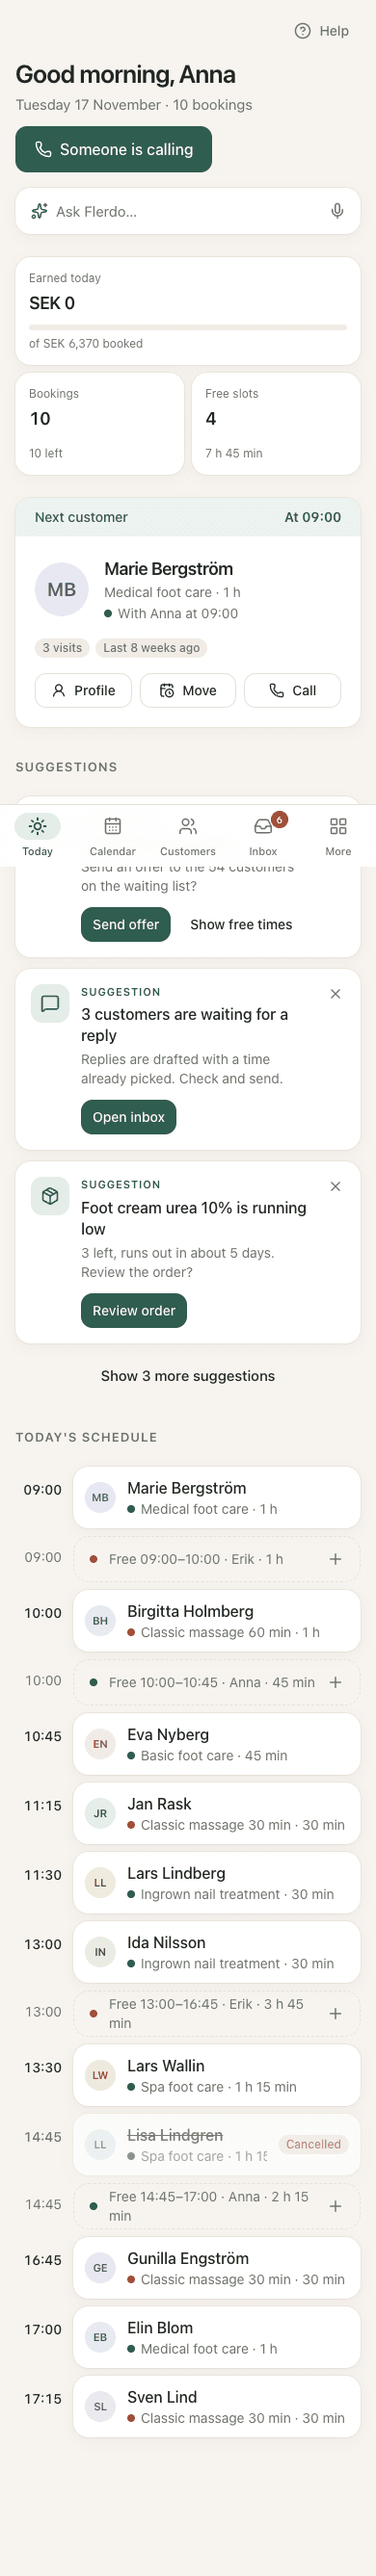 Help
Good morning, Anna
Tuesday 17 November · 10 bookings
Someone is calling
Ask Flerdo...
Earned today
SEK 0
of SEK 6,370 booked
Bookings
10
10 left
Free slots
4
7 h 45 min
Next customer
At 09:00
MB
Marie Bergström
Medical foot care · 1 h
With Anna at 09:00
3 visits
Last 8 weeks ago
Profile
Move
Call
SUGGESTIONS
6
Today
Calendar
Customers
Inbox
More
Send an offer to the 54 customers
on the waiting list?
Send offer
Show free times
SUGGESTION
3 customers are waiting for a
reply
Replies are drafted with a time
already picked. Check and send.
Open inbox
SUGGESTION
Foot cream urea 10% is running
low
3 left, runs out in about 5 days.
Review the order?
Review order
Show 3 more suggestions
TODAY'S SCHEDULE
09:00
MB
Marie Bergström
Medical foot care · 1 h
09:00
Free 09:00–10:00 · Erik · 1 h
10:00
BH
Birgitta Holmberg
Classic massage 60 min · 1 h
10:00
Free 10:00–10:45 · Anna · 45 min
10:45
EN
Eva Nyberg
Basic foot care · 45 min
11:15
JR
Jan Rask
Classic massage 30 min · 30 min
11:30
LL
Lars Lindberg
Ingrown nail treatment · 30 min
13:00
IN
Ida Nilsson
Ingrown nail treatment · 30 min
13:00
Free 13:00–16:45 · Erik · 3 h 45
min
13:30
LW
Lars Wallin
Spa foot care · 1 h 15 min
14:45
LL
Lisa Lindgren
Spa foot care · 1 h 15
Cancelled
14:45
Free 14:45–17:00 · Anna · 2 h 15
min
16:45
GE
Gunilla Engström
Classic massage 30 min · 30 min
17:00
EB
Elin Blom
Medical foot care · 1 h
17:15
SL
Sven Lind
Classic massage 30 min · 30 min